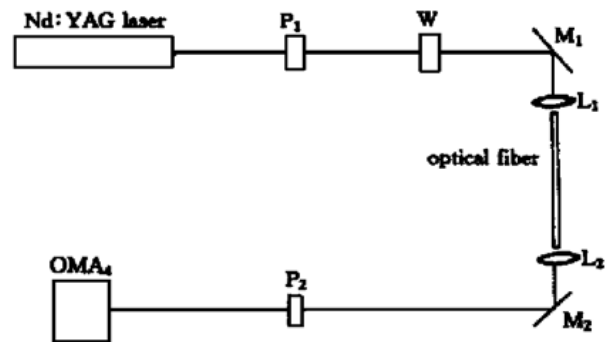 Nd: YAG laser
P₁
W
M₁
L₁
optical fiber
L₂
OMA₄
P₂
M₂